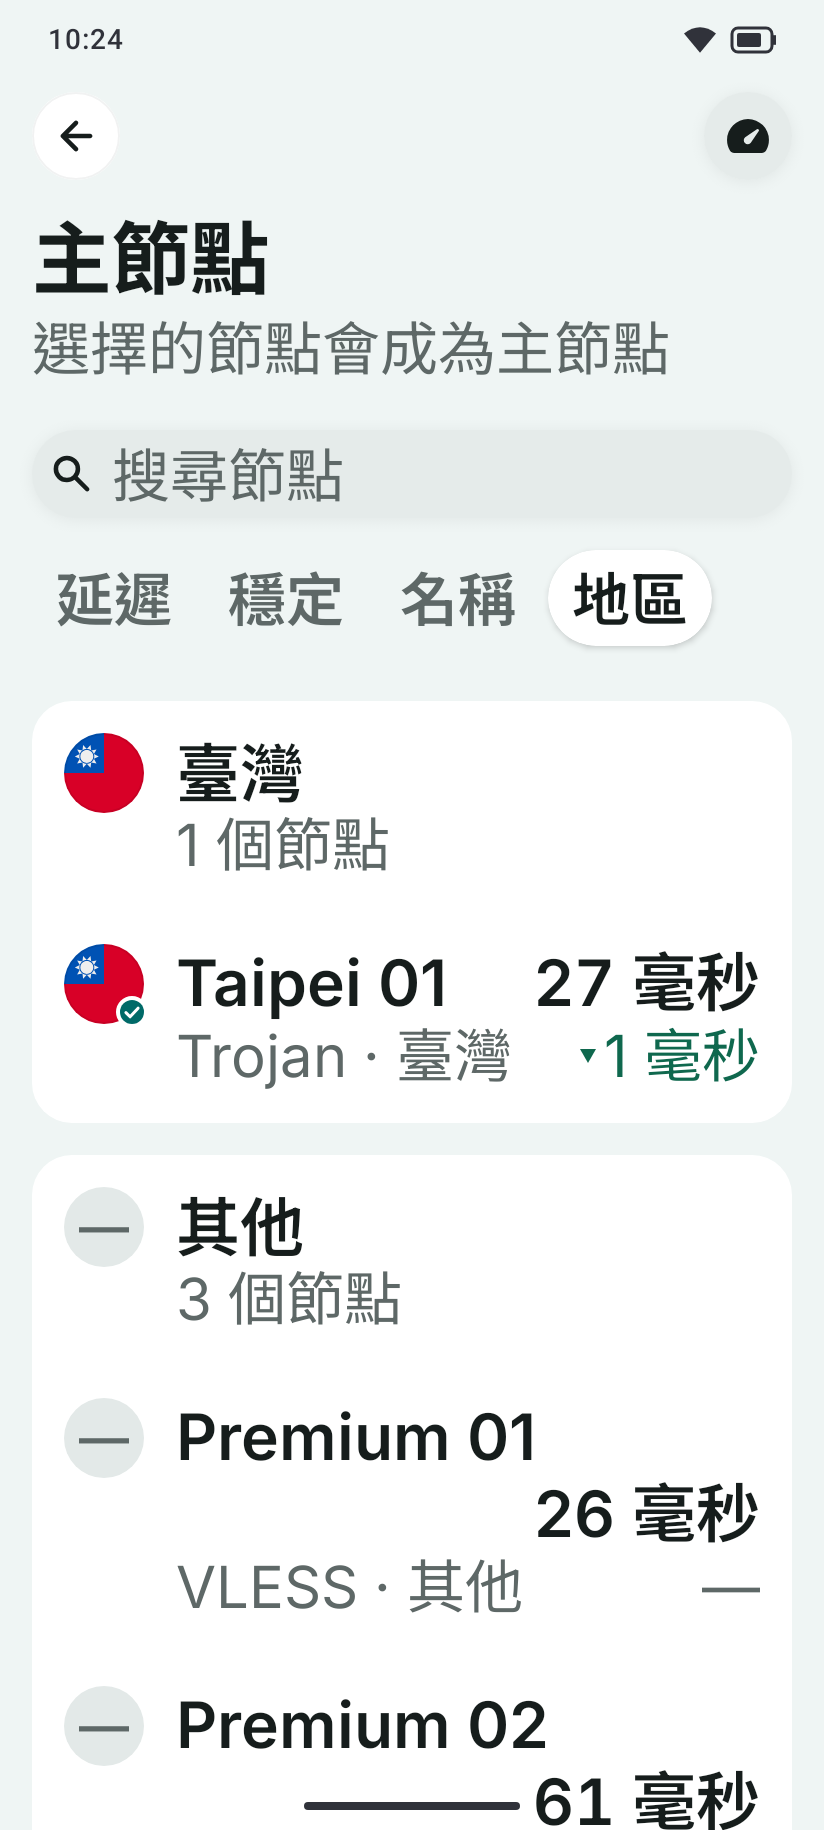 10:24
主節點
選擇的節點會成為主節點
搜尋節點
延遲 穩定 名稱 地區
臺灣
1 個節點
Taipei 01 27 毫秒
Trojan · 臺灣 ▼1 毫秒
其他
3 個節點
Premium 01
26 毫秒
VLESS · 其他 —
Premium 02
61 毫秒